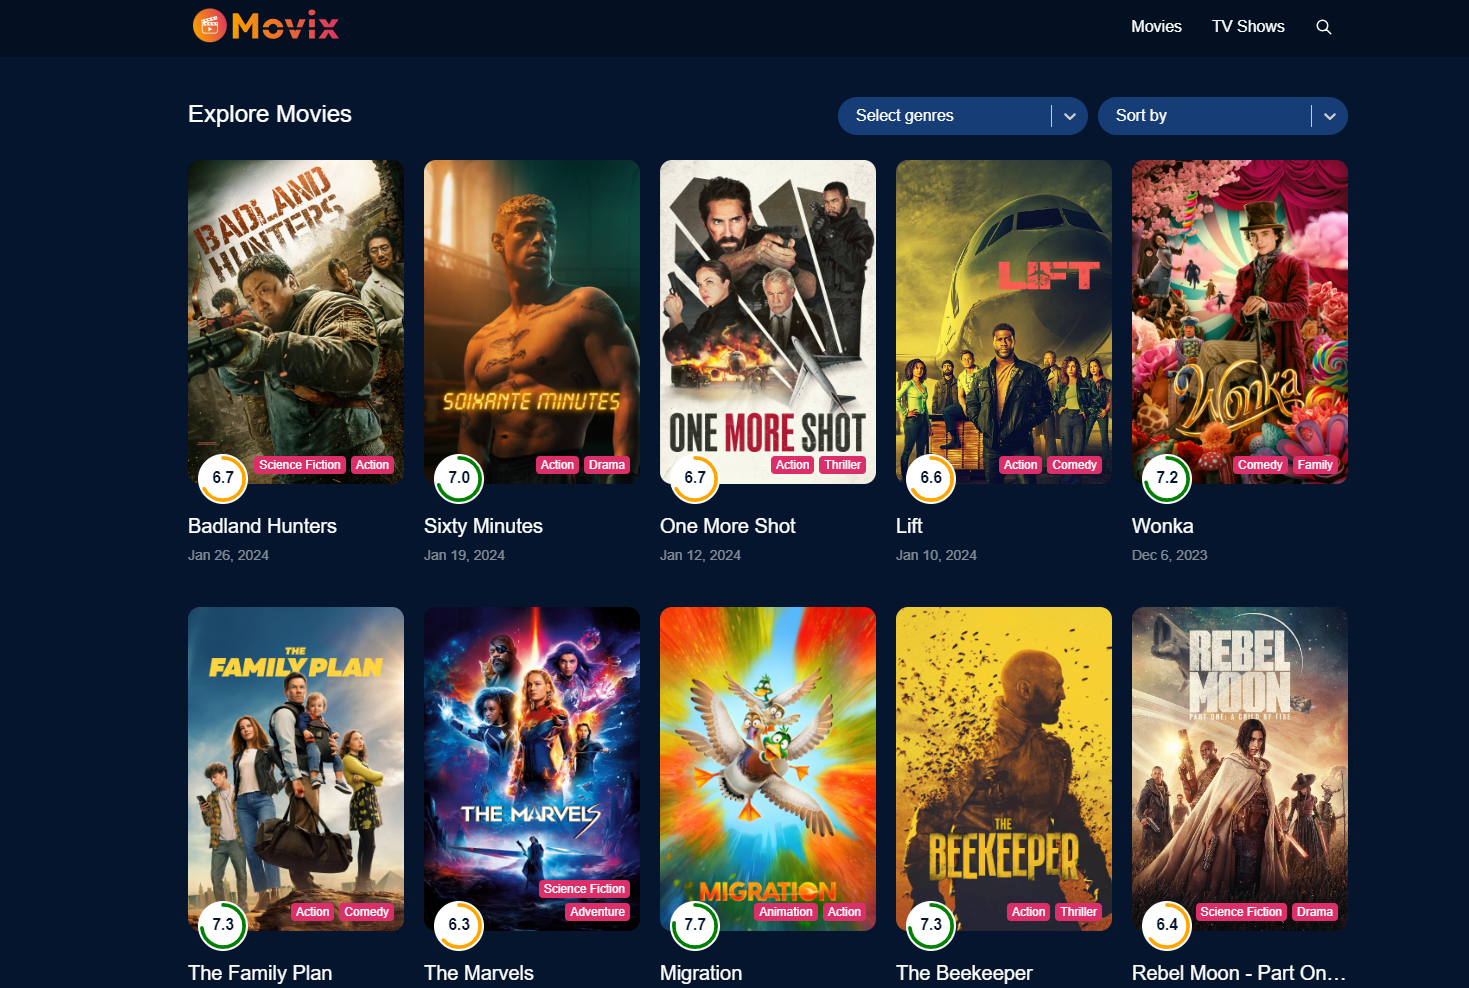 Movix
Movies
TV Shows
Explore Movies
Select genres
Sort by
BADLAND
HUNTERS
SOIXANTE MINUTES
ONE MORE SHOT
LIFT
Wonka
Science Fiction
Action
Action
Drama
Action
Thriller
Action
Comedy
Comedy
Family
6.7
7.0
6.7
6.6
7.2
Badland Hunters
Sixty Minutes
One More Shot
Lift
Wonka
Jan 26, 2024
Jan 19, 2024
Jan 12, 2024
Jan 10, 2024
Dec 6, 2023
THE
FAMILY PLAN
THE MARVELS
MIGRATION
THE
BEEKEEPER
REBEL
MOON
PART ONE: A CHILD OF FIRE
Action
Comedy
Science Fiction
Adventure
Animation
Action
Action
Thriller
Science Fiction
Drama
7.3
6.3
7.7
7.3
6.4
The Family Plan
The Marvels
Migration
The Beekeeper
Rebel Moon - Part On...